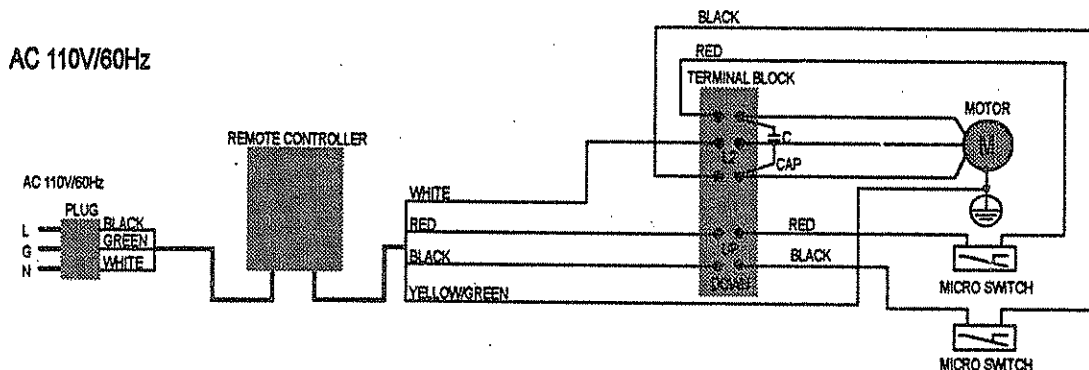 BLACK
AC 110V/60Hz
RED
TERMINAL BLOCK
MOTOR
REMOTE CONTROLLER
M
C
L2
CAP
AC 110V/60Hz
PLUG
WHITE
L
BLACK
RED
RED
G
GREEN
UP
N
WHITE
BLACK
BLACK
DOWN
MICRO SWITCH
YELLOW/GREEN
MICRO SWITCH